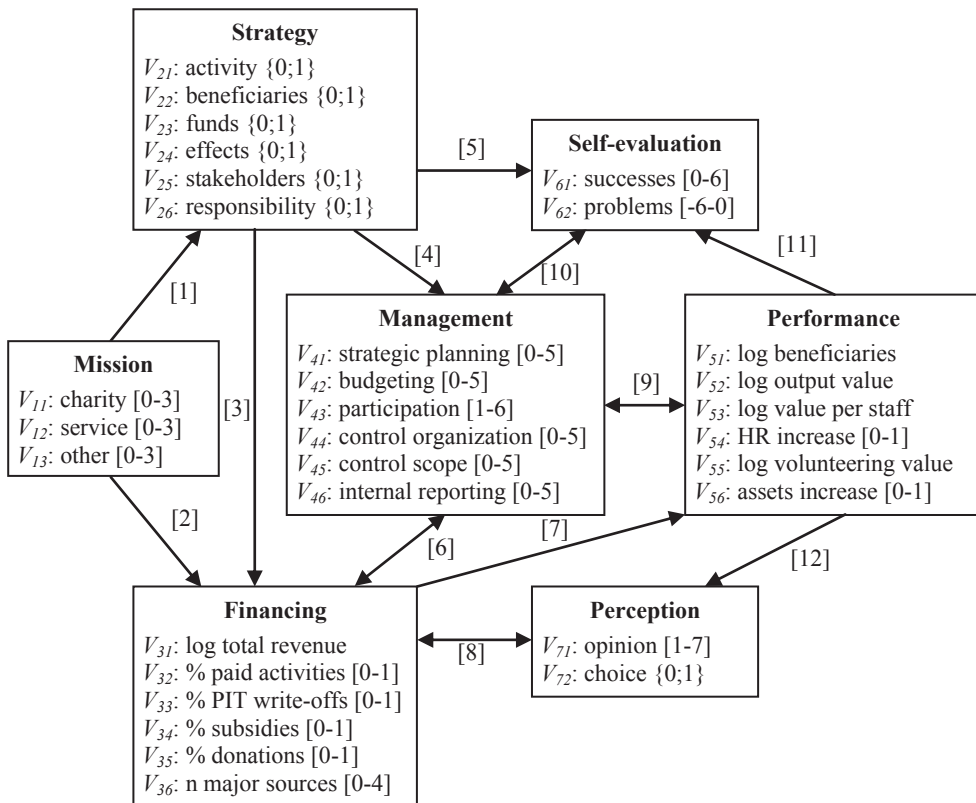 Strategy
V21: activity {0;1}
V22: beneficiaries {0;1}
V23: funds {0;1}
V24: effects {0;1}
V25: stakeholders {0;1}
V26: responsibility {0;1}
[5]
Self-evaluation
V61: successes [0-6]
V62: problems [-6-0]
[1]
[4]
[10]
[11]
Mission
V11: charity [0-3]
V12: service [0-3]
V13: other [0-3]
[3]
Management
V41: strategic planning [0-5]
V42: budgeting [0-5]
V43: participation [1-6]
V44: control organization [0-5]
V45: control scope [0-5]
V46: internal reporting [0-5]
[9]
Performance
V51: log beneficiaries
V52: log output value
V53: log value per staff
V54: HR increase [0-1]
V55: log volunteering value
V56: assets increase [0-1]
[2]
[6]
[7]
[12]
Financing
V31: log total revenue
V32: % paid activities [0-1]
V33: % PIT write-offs [0-1]
V34: % subsidies [0-1]
V35: % donations [0-1]
V36: n major sources [0-4]
[8]
Perception
V71: opinion [1-7]
V72: choice {0;1}